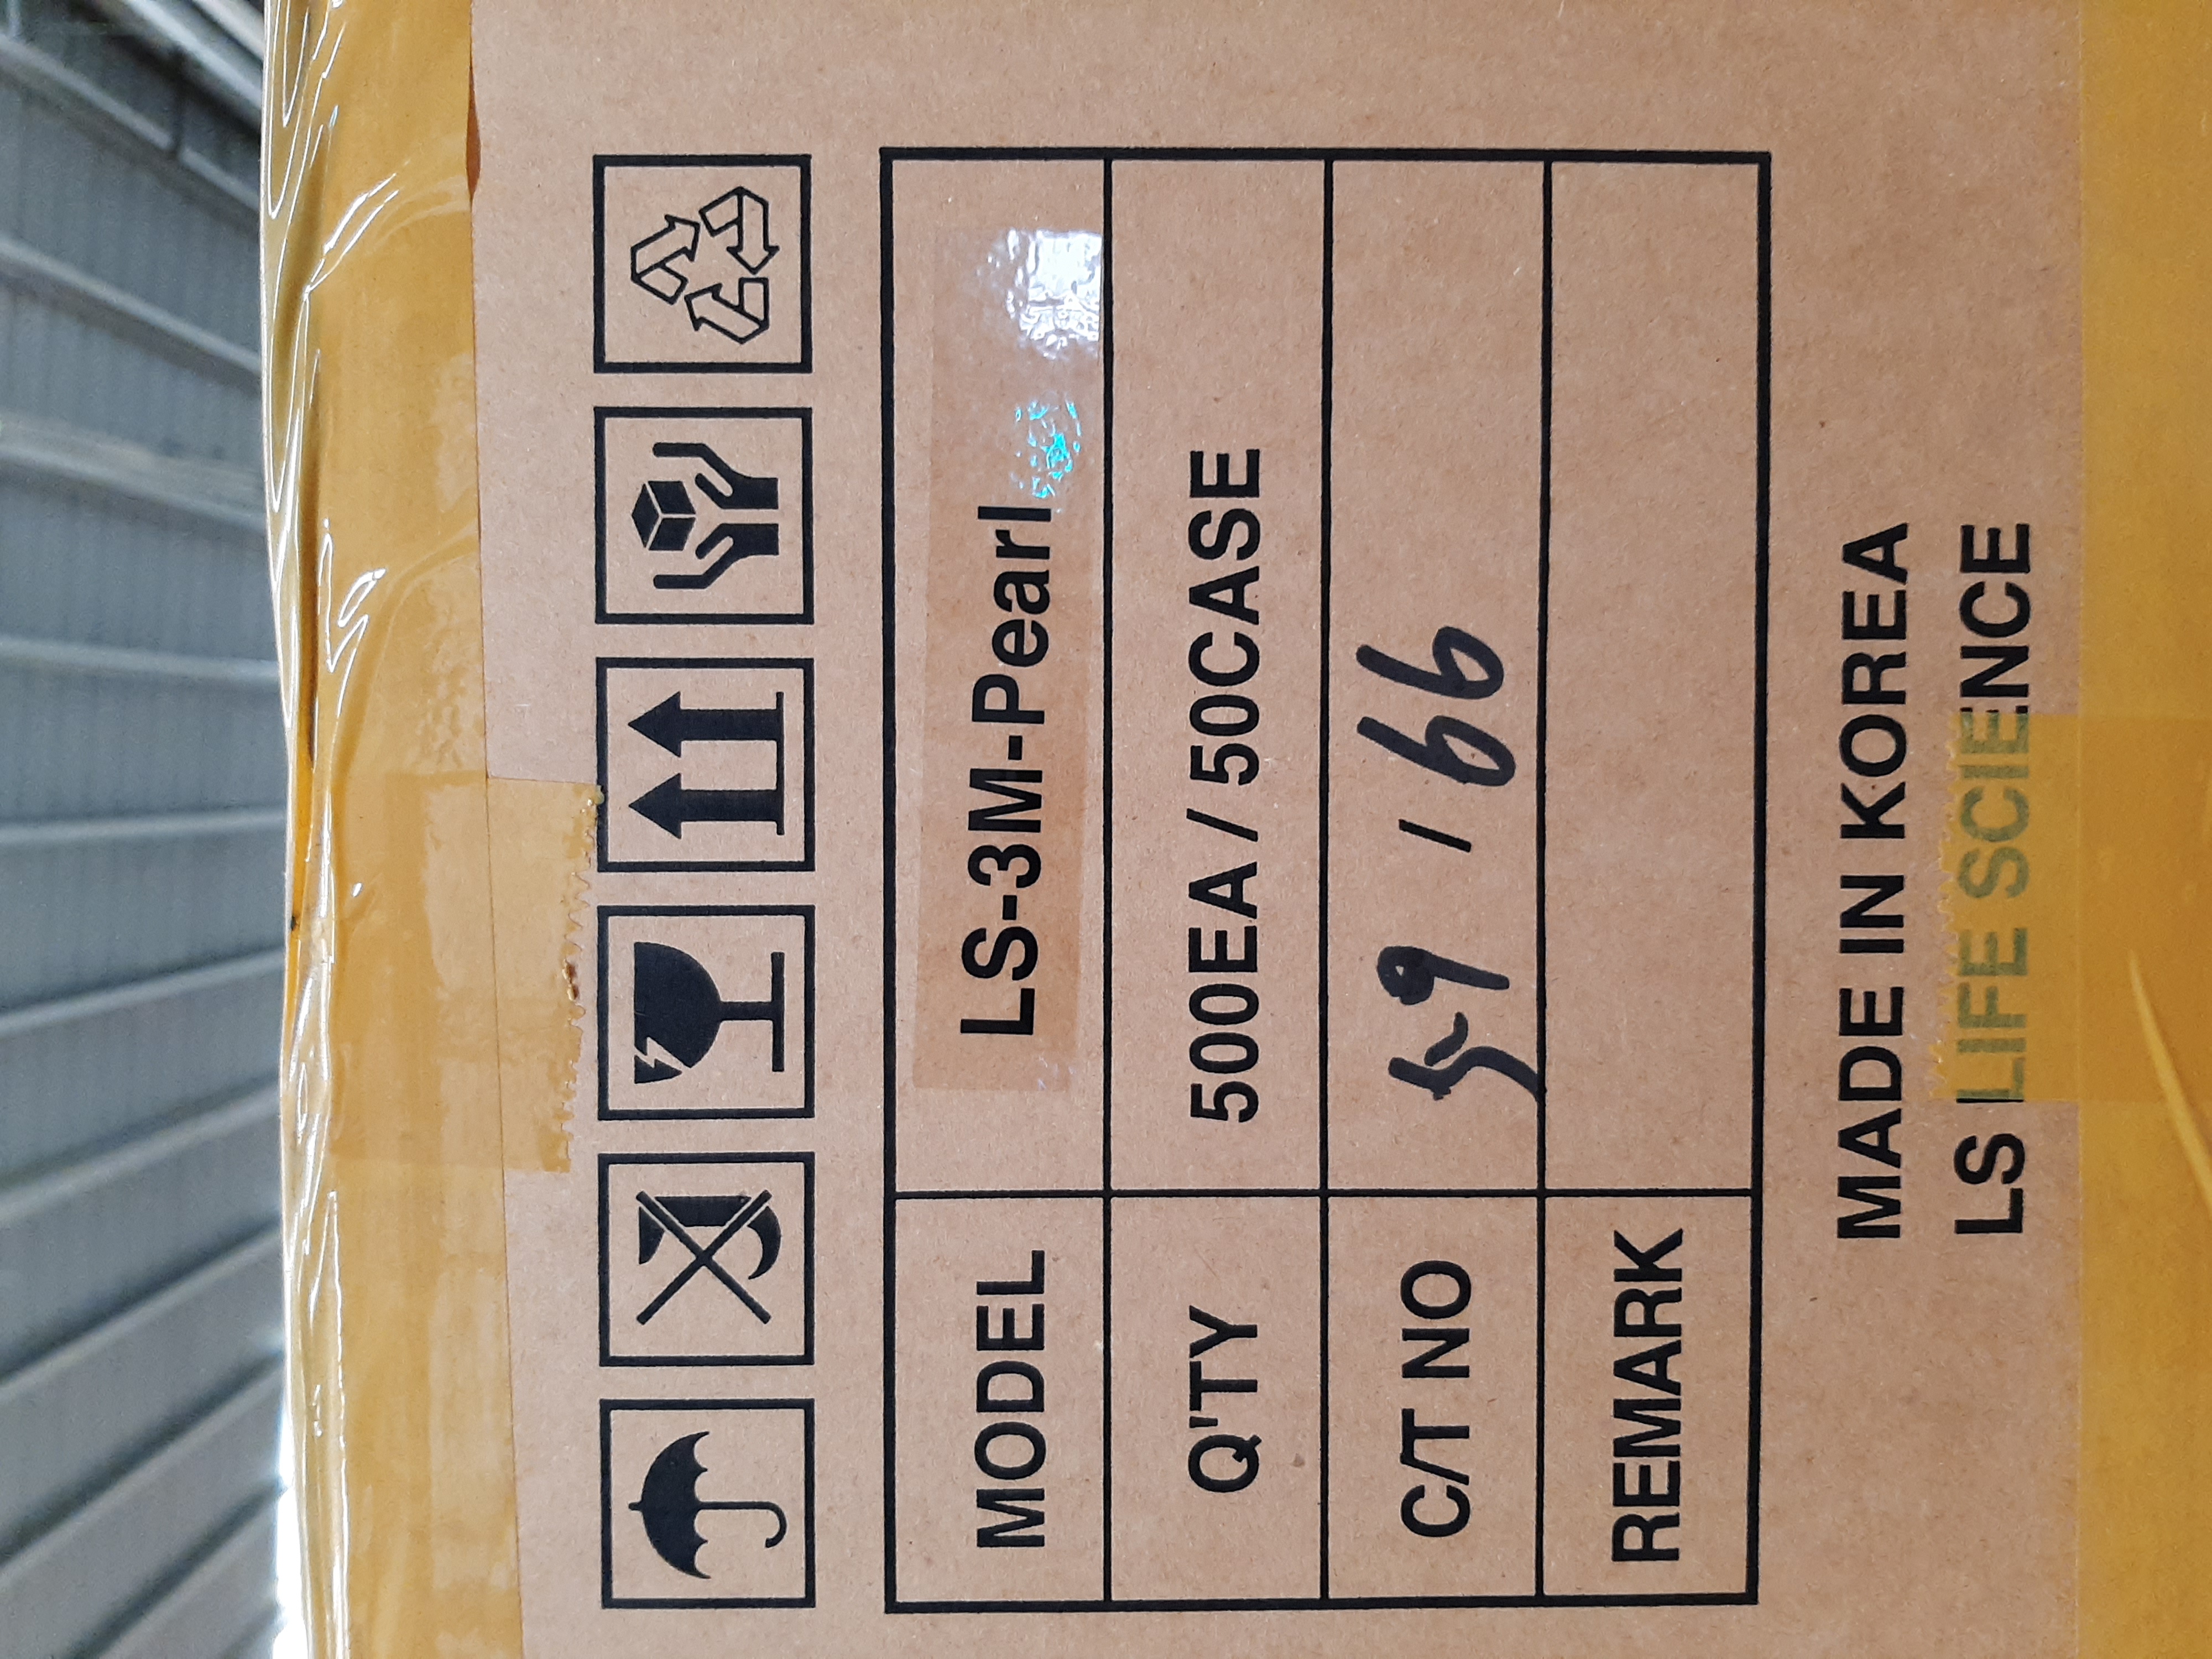 MODEL LS-3M-Pearl
Q'TY 500EA / 50CASE
C/T NO 59 / 66
REMARK
MADE IN KOREA
LS LIFE SCIENCE